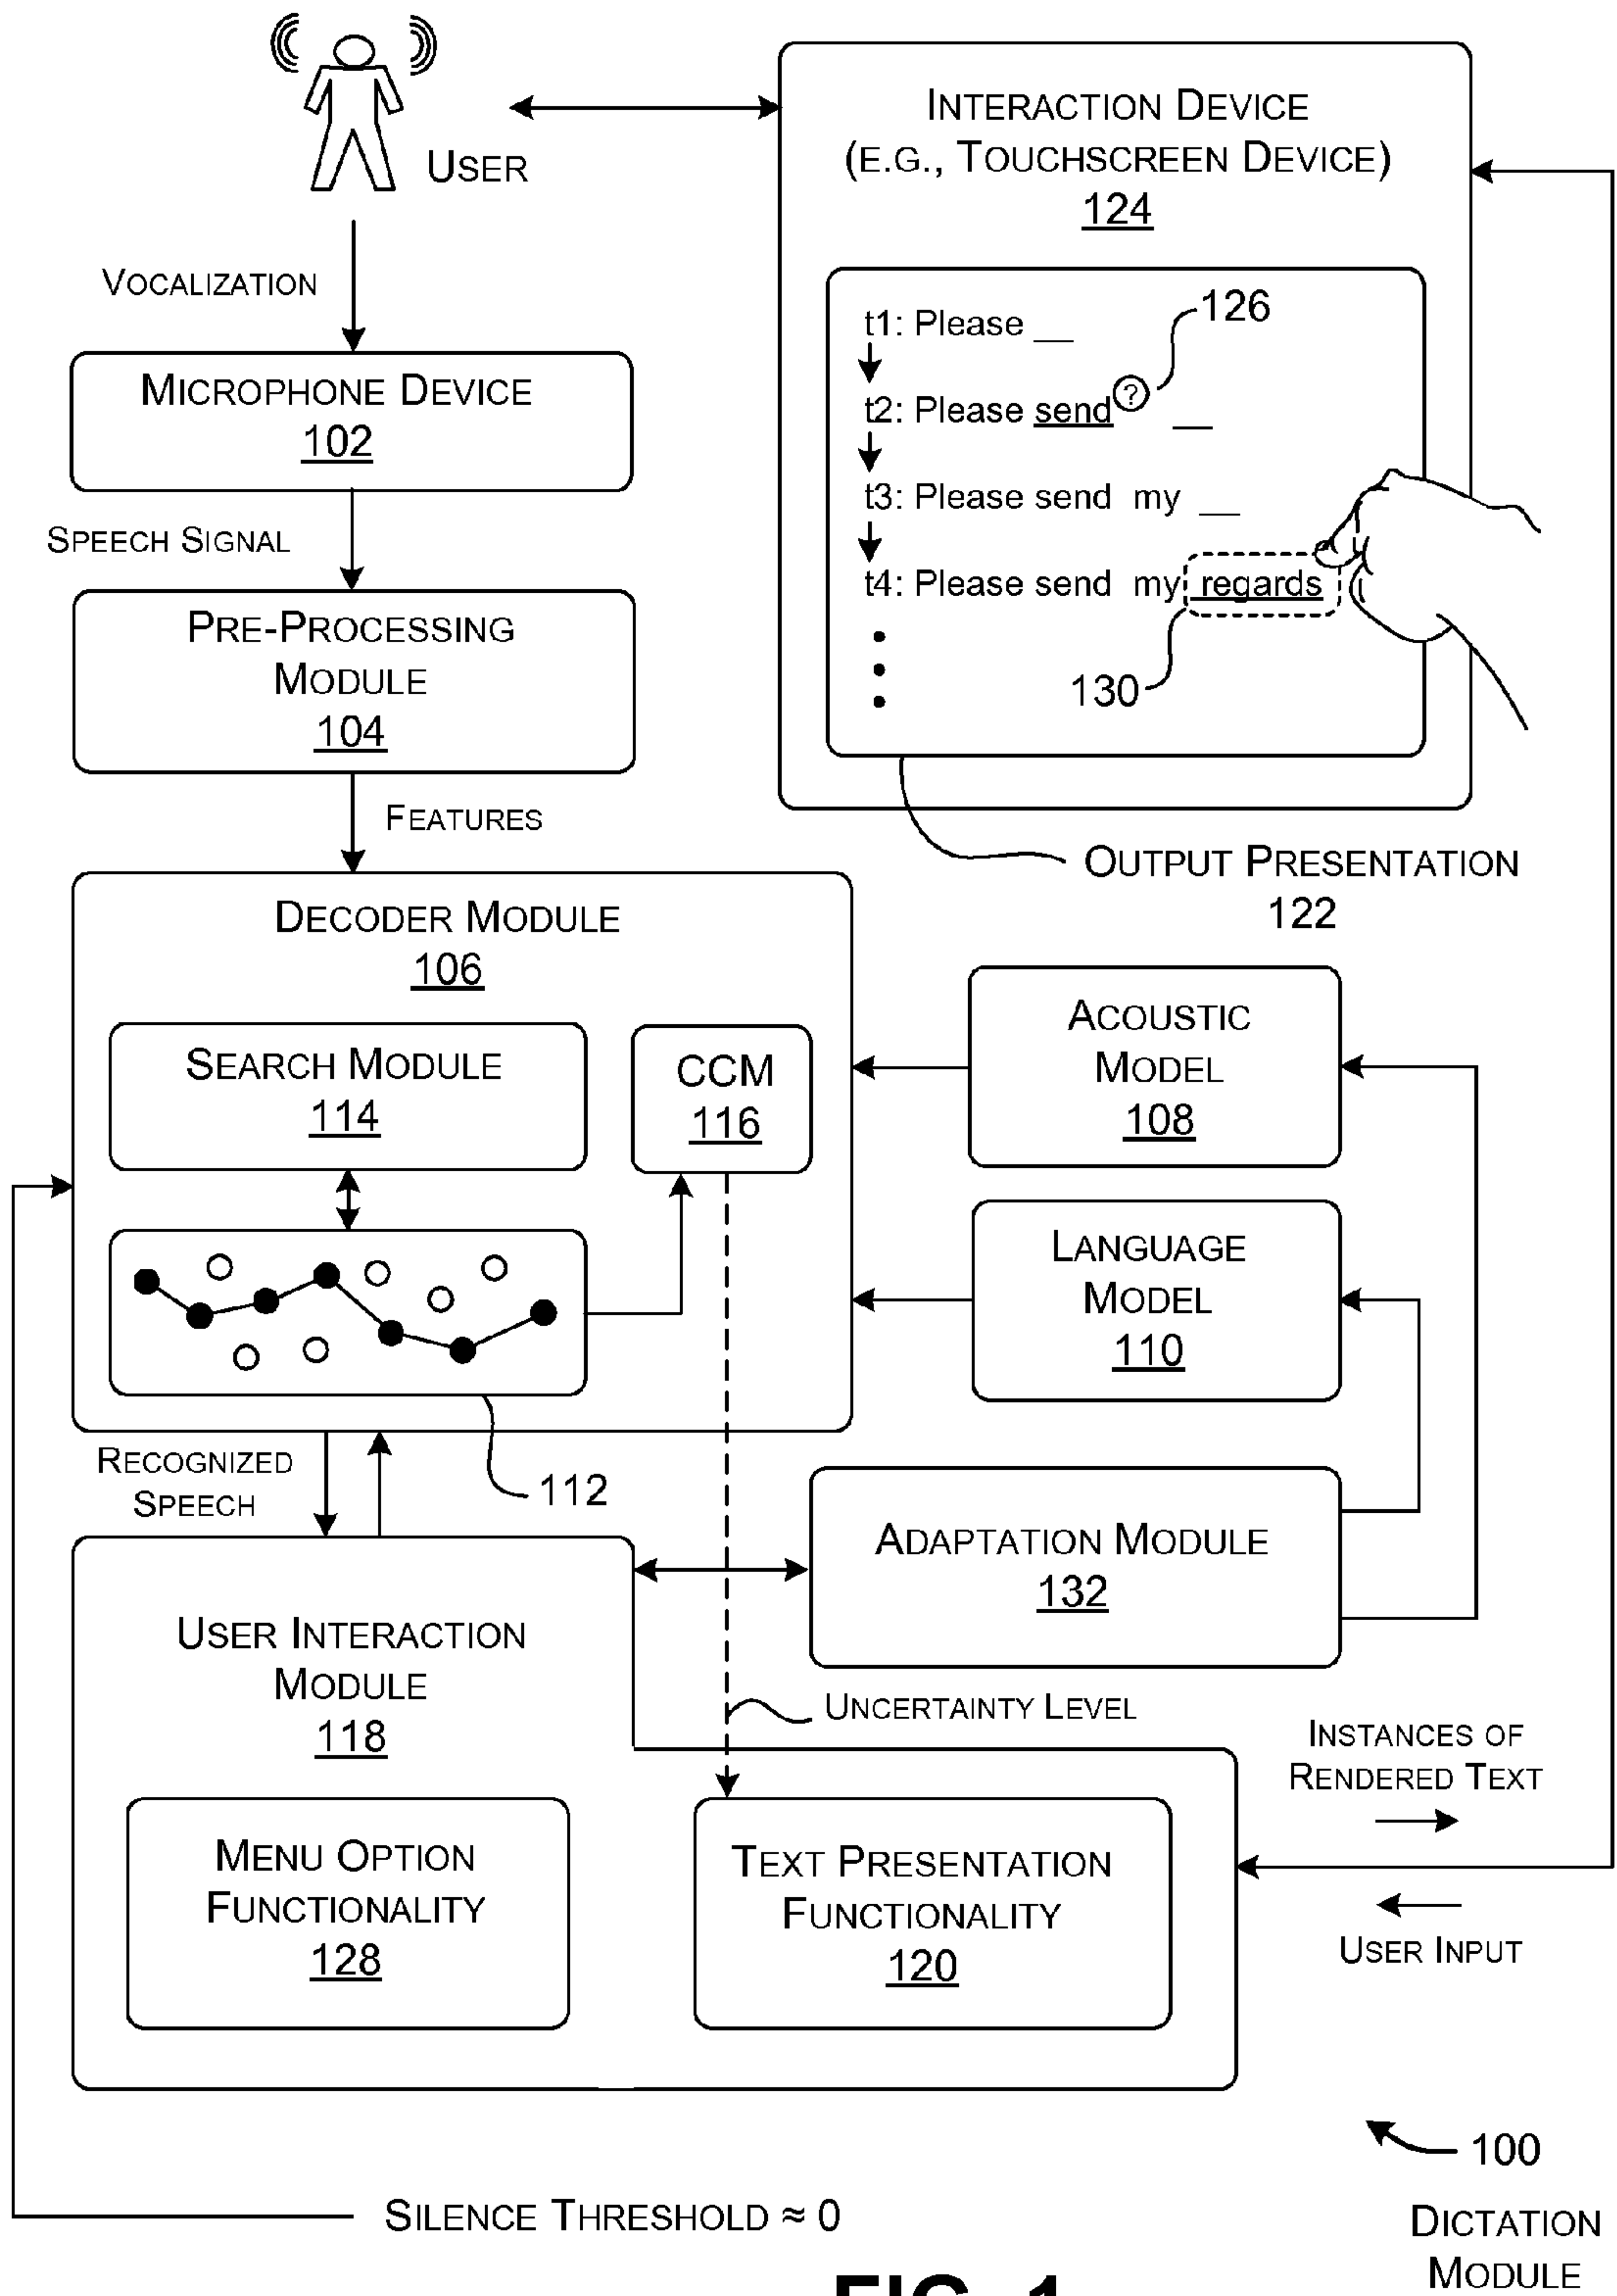 USER
VOCALIZATION
MICROPHONE DEVICE
102
SPEECH SIGNAL
PRE-PROCESSING
MODULE
104
FEATURES
INTERACTION DEVICE
(E.G., TOUCHSCREEN DEVICE)
124
t1: Please __
126
t2: Please send ? __
t3: Please send my __
t4: Please send my regards
130
OUTPUT PRESENTATION
122
DECODER MODULE
106
SEARCH MODULE
114
CCM
116
ACOUSTIC
MODEL
108
LANGUAGE
MODEL
110
RECOGNIZED
SPEECH
112
ADAPTATION MODULE
132
USER INTERACTION
MODULE
118
UNCERTAINTY LEVEL
MENU OPTION
FUNCTIONALITY
128
TEXT PRESENTATION
FUNCTIONALITY
120
INSTANCES OF
RENDERED TEXT
USER INPUT
SILENCE THRESHOLD ≈ 0
100
DICTATION
MODULE
FIG. 1